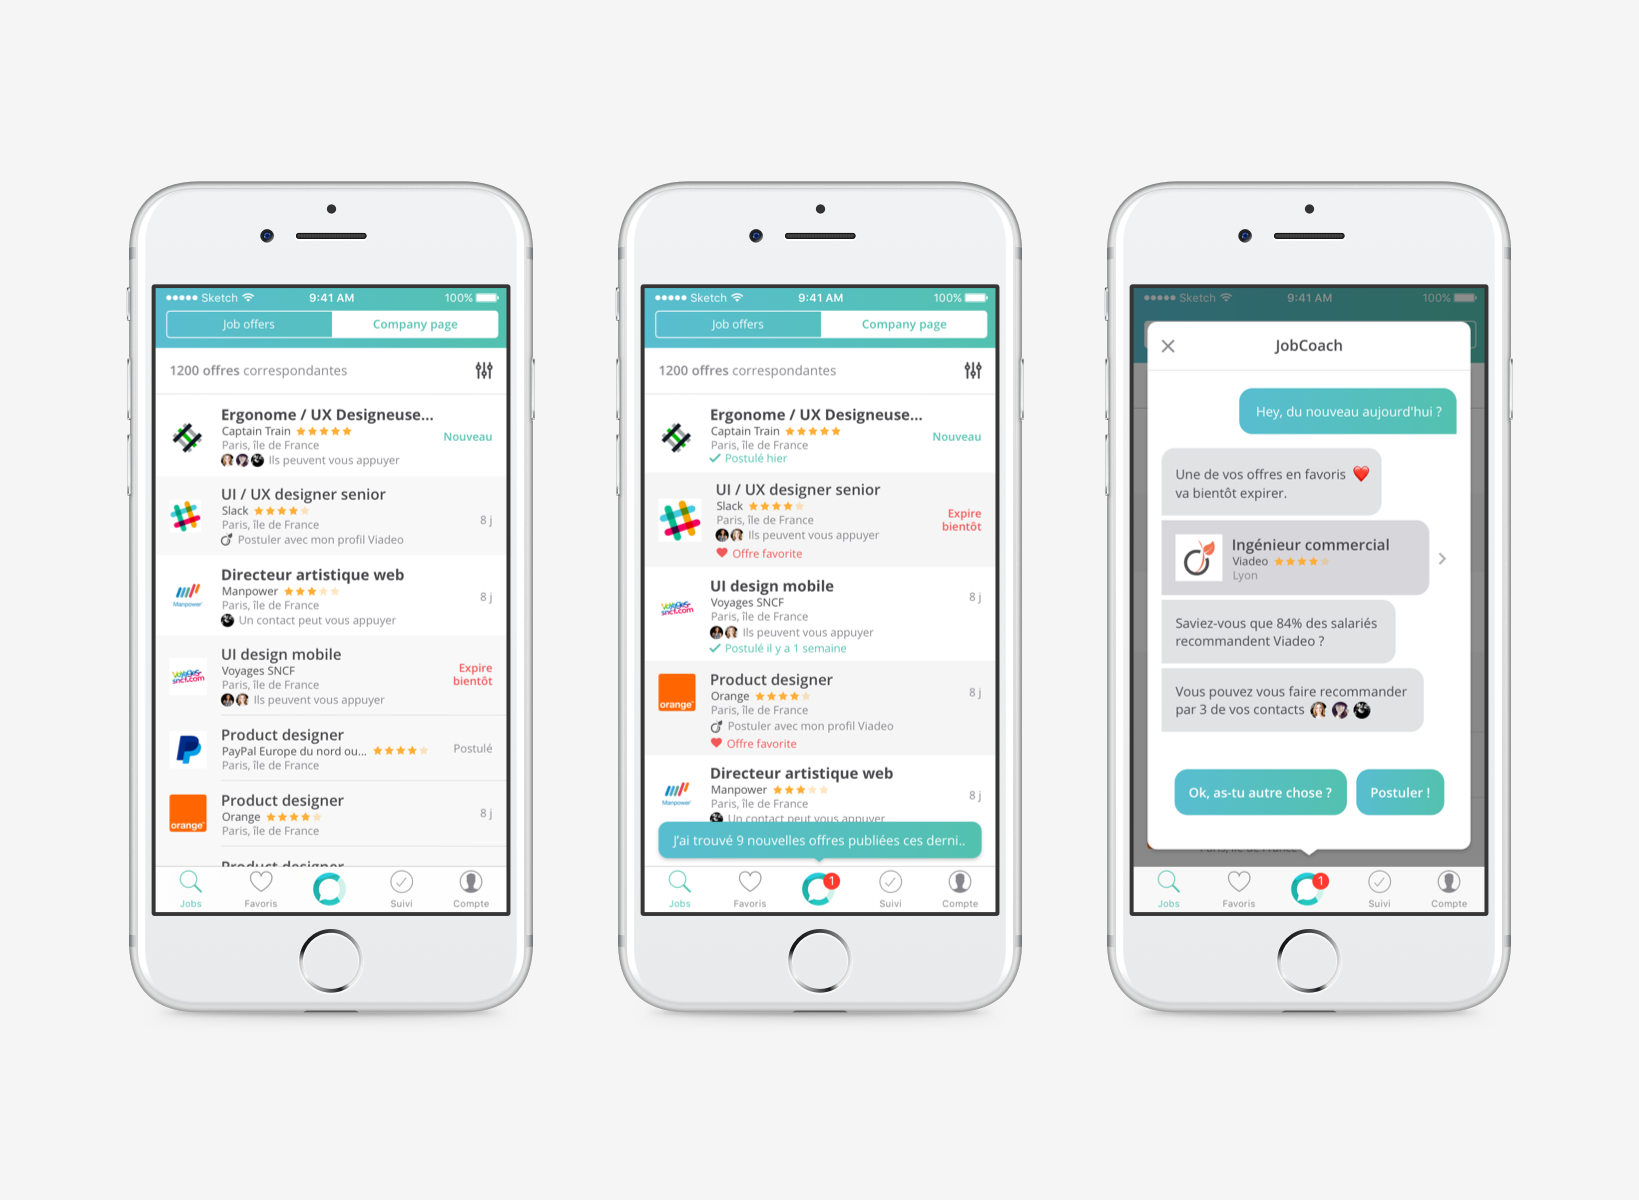 Sketch 9:41 AM 100%
Job offers Company page
1200 offres correspondantes
Ergonome / UX Designeuse...
Captain Train
Nouveau
Paris, île de France
Ils peuvent vous appuyer
UI / UX designer senior
Slack
8 j
Paris, île de France
Postuler avec mon profil Viadeo
Directeur artistique web
Manpower
Manpower
8 j
Paris, île de France
Un contact peut vous appuyer
UI design mobile
Voyages SNCF
Voyages-sncf.com
Expire
bientôt
Paris, île de France
Ils peuvent vous appuyer
Product designer
PayPal Europe du nord ou...
Postulé
Paris, île de France
Product designer
Orange
orange™
8 j
Paris, île de France
Product designer
Jobs Favoris Suivi Compte
Sketch 9:41 AM 100%
Job offers Company page
1200 offres correspondantes
Ergonome / UX Designeuse...
Captain Train
Nouveau
Paris, île de France
Postulé hier
UI / UX designer senior
Slack
Expire
bientôt
Paris, île de France
Ils peuvent vous appuyer
Offre favorite
UI design mobile
8 j
Voyages SNCF
Voyages-sncf.com
Paris, île de France
Ils peuvent vous appuyer
Postulé il y a 1 semaine
Product designer
8 j
Orange
orange™
Paris, île de France
Postuler avec mon profil Viadeo
Offre favorite
Directeur artistique web
Manpower
Manpower
8 j
Paris, île de France
Un contact peut vous appuyer
J'ai trouvé 9 nouvelles offres publiées ces derni..
1
Jobs Favoris Suivi Compte
Sketch 9:41 AM 100%
JobCoach
Hey, du nouveau aujourd'hui ?
Une de vos offres en favoris
va bientôt expirer.
Ingénieur commercial
Viadeo
Lyon
Saviez-vous que 84% des salariés
recommandent Viadeo ?
Vous pouvez vous faire recommander
par 3 de vos contacts
Ok, as-tu autre chose ? Postuler !
Paris, île de France
1
Jobs Favoris Suivi Compte